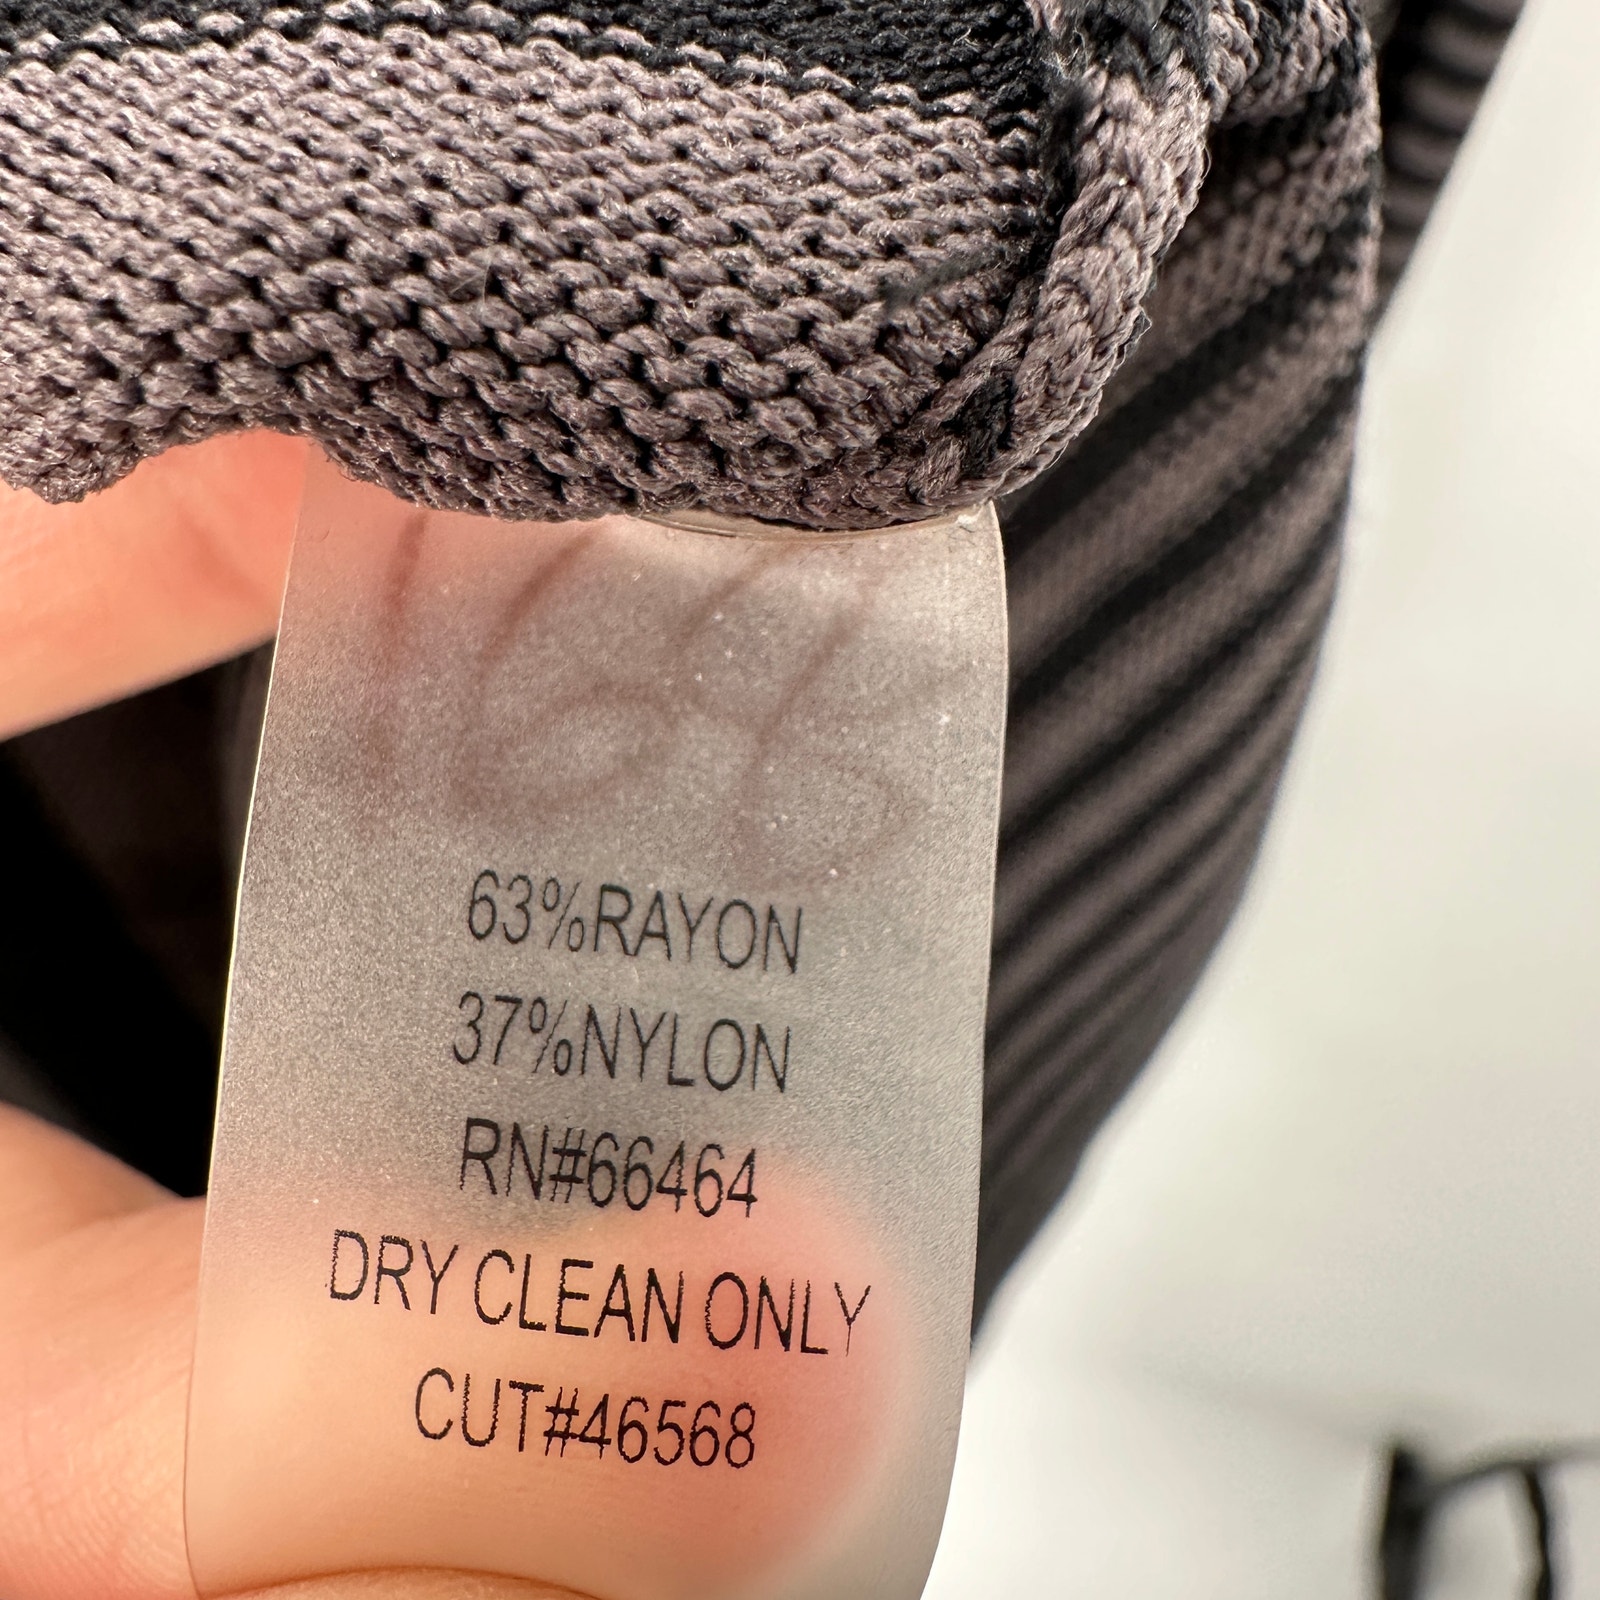 63%RAYON
37%NYLON
RN#66464
DRY CLEAN ONLY
CUT#46568